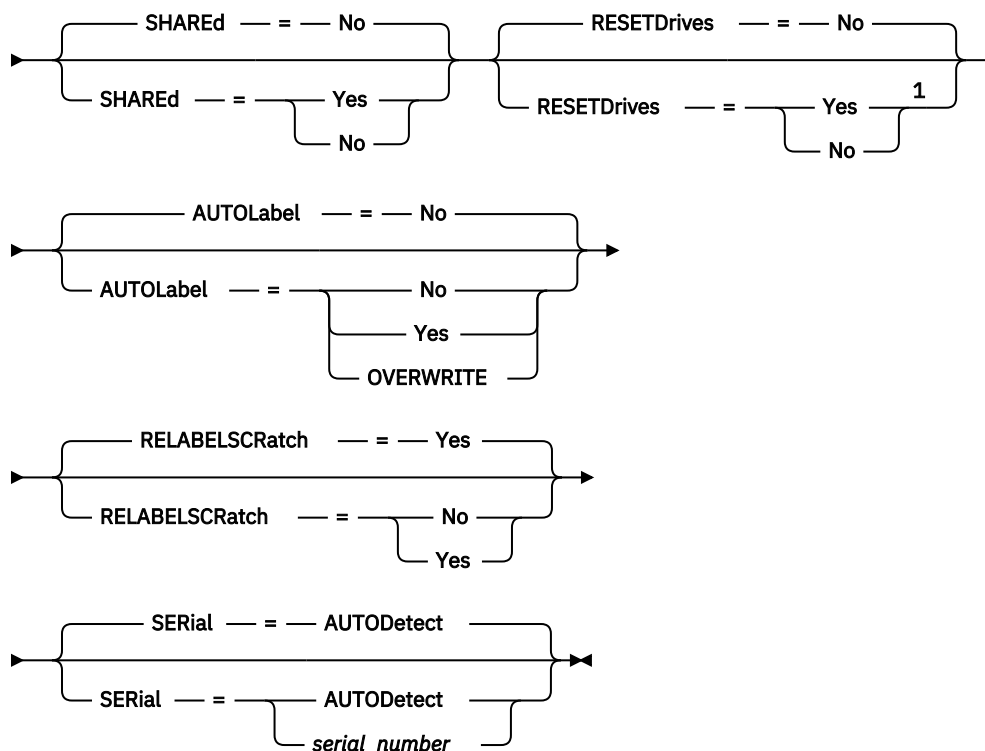 SHAREd = No RESETDrives = No
SHAREd = Yes RESETDrives = Yes 1
No No
AUTOLabel = No
AUTOLabel = No
Yes
OVERWRITE
RELABELSCRatch = Yes
RELABELSCRatch = No
Yes
SERial = AUTODetect
SERial = AUTODetect
serial_number